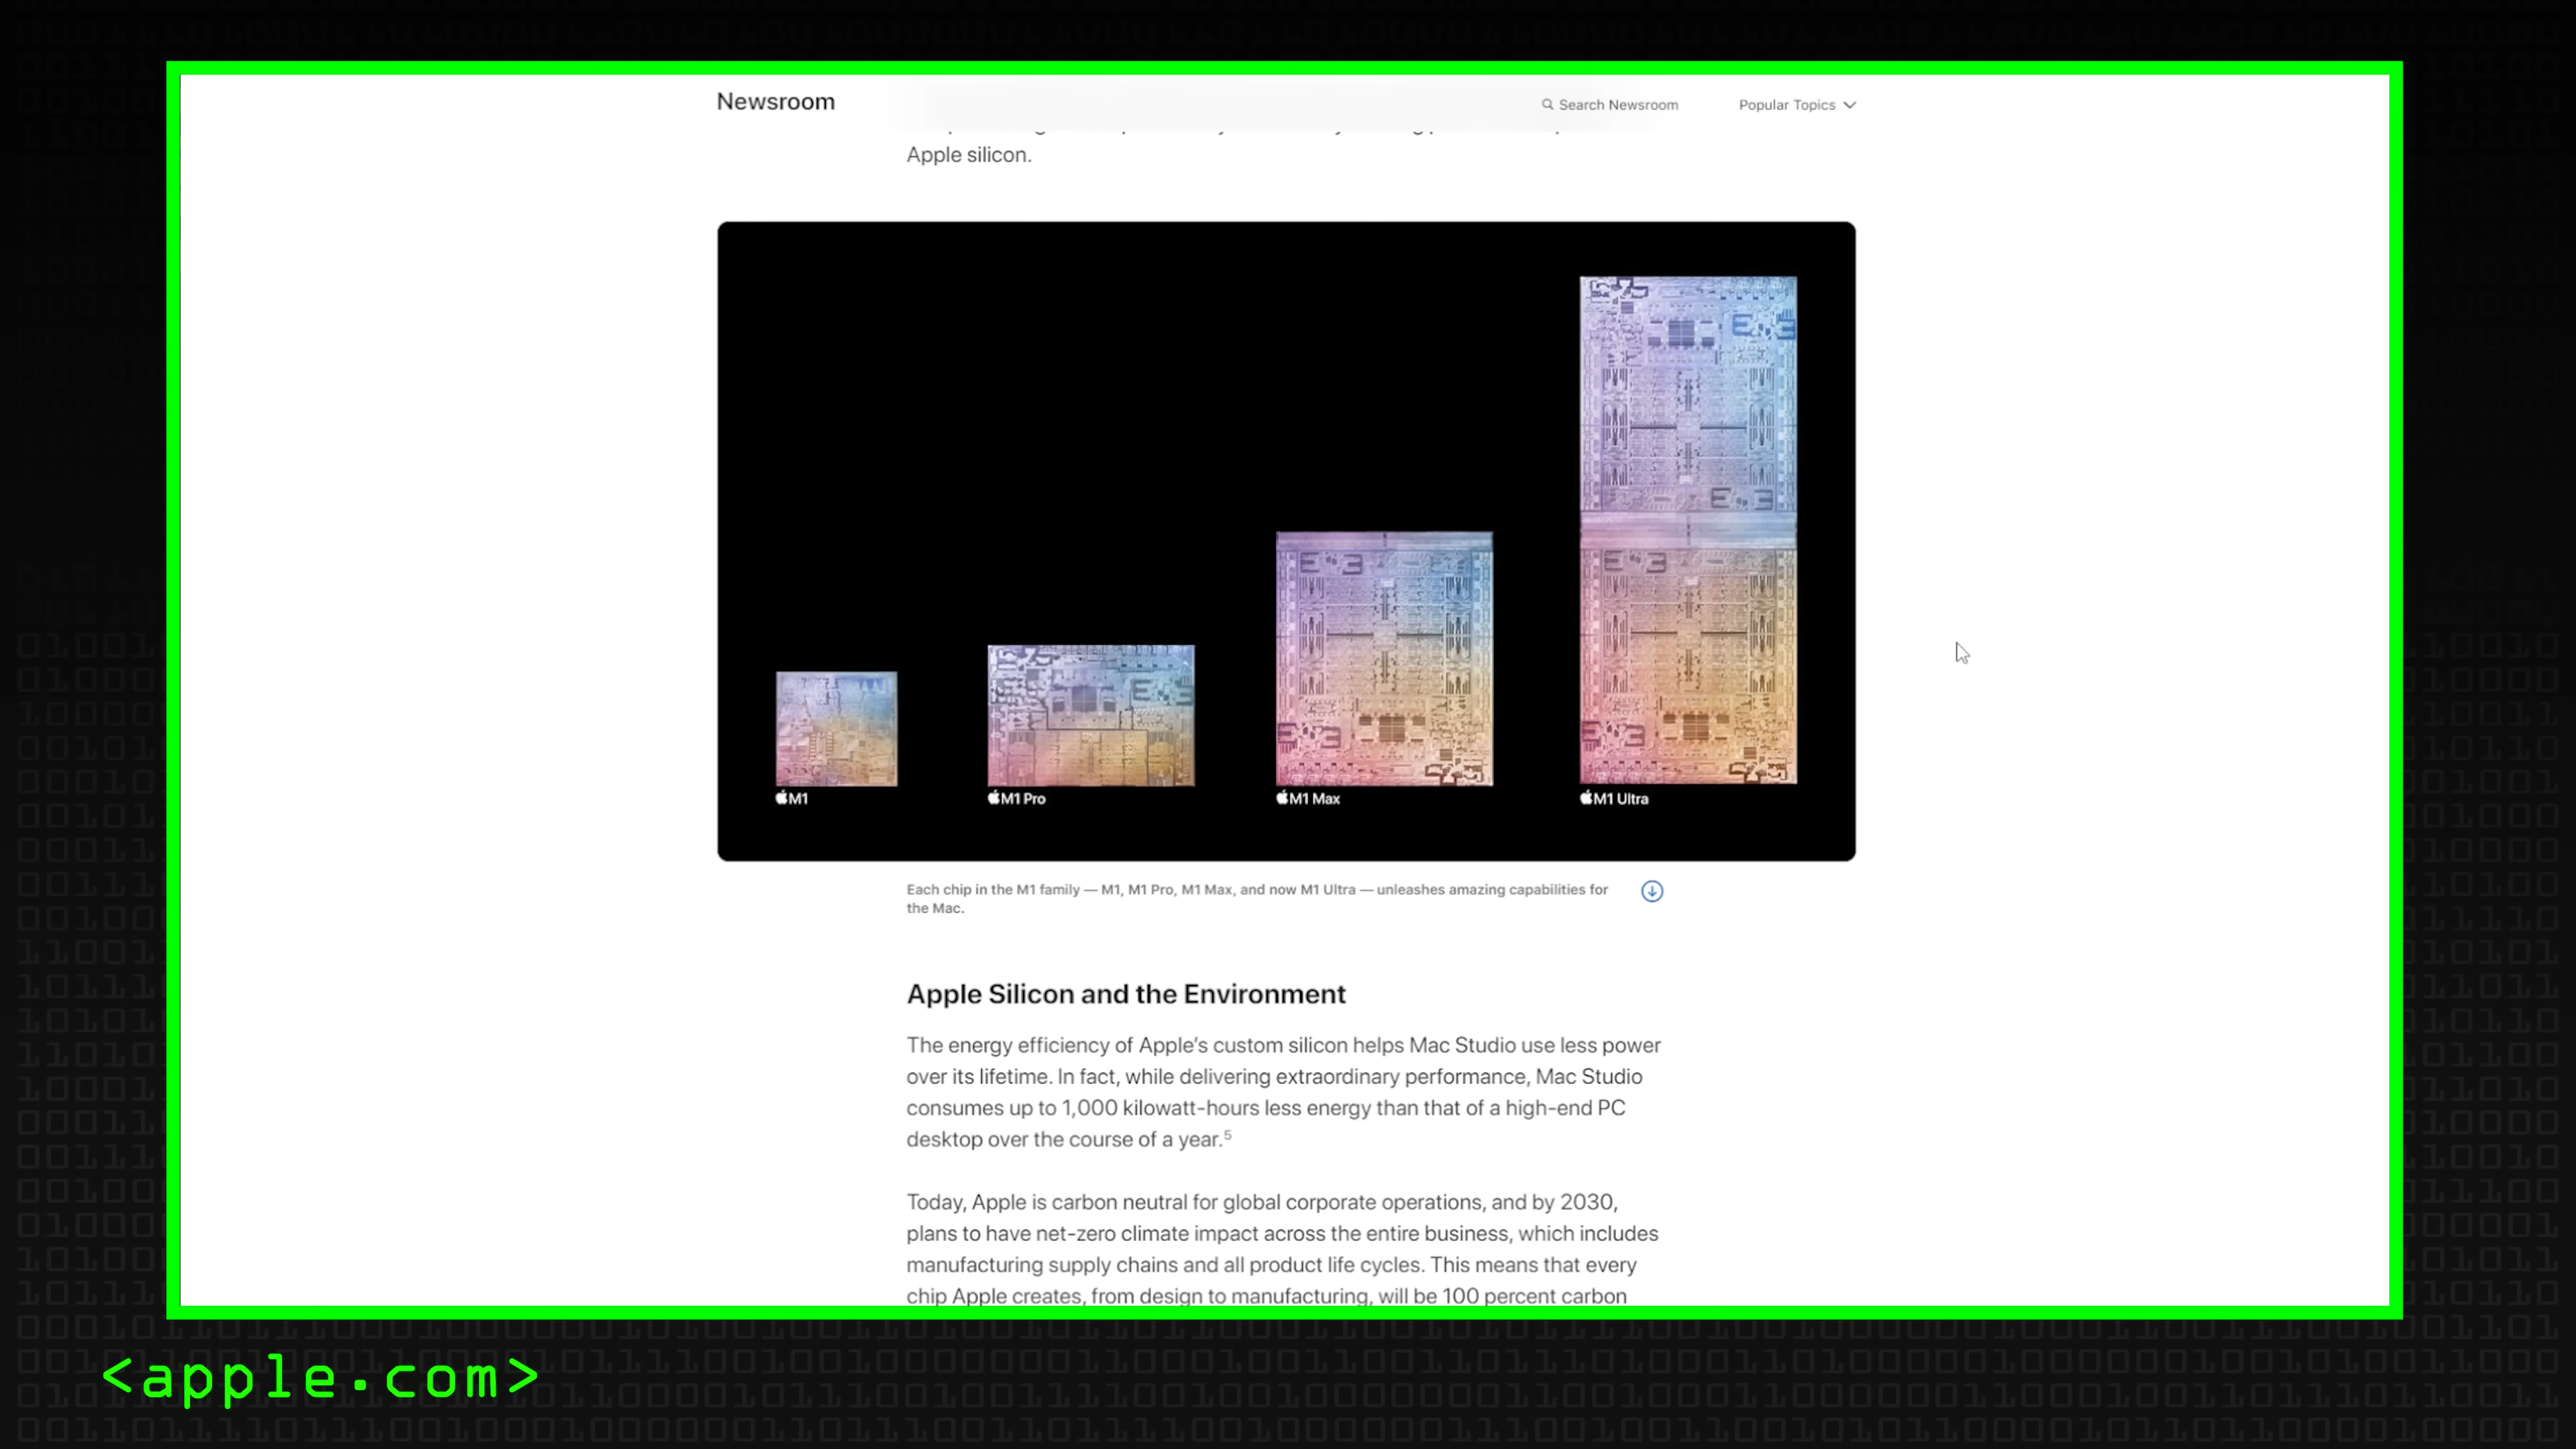 Newsroom
Search Newsroom
Popular Topics
Apple silicon.
M1
M1 Pro
M1 Max
M1 Ultra
Each chip in the M1 family — M1, M1 Pro, M1 Max, and now M1 Ultra — unleashes amazing capabilities for
the Mac.
Apple Silicon and the Environment
The energy efficiency of Apple’s custom silicon helps Mac Studio use less power
over its lifetime. In fact, while delivering extraordinary performance, Mac Studio
consumes up to 1,000 kilowatt-hours less energy than that of a high-end PC
desktop over the course of a year.⁵
Today, Apple is carbon neutral for global corporate operations, and by 2030,
plans to have net-zero climate impact across the entire business, which includes
manufacturing supply chains and all product life cycles. This means that every
chip Apple creates, from design to manufacturing, will be 100 percent carbon
<apple.com>